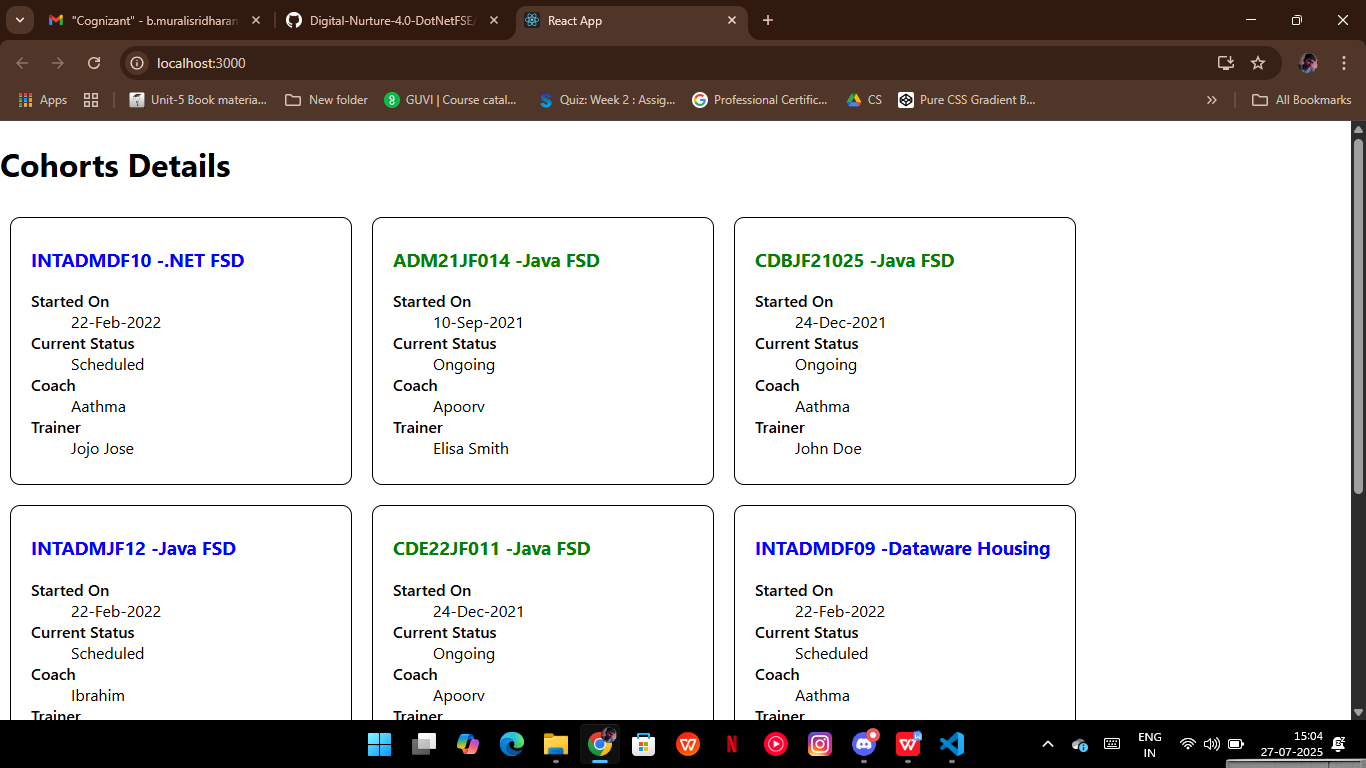 "Cognizant" - b.muralisridharan
Digital-Nurture-4.0-DotNetFSE/
React App
localhost:3000
Apps
Unit-5 Book materia...
New folder
GUVI | Course catal...
Quiz: Week 2 : Assig...
Professional Certific...
CS
Pure CSS Gradient B...
All Bookmarks
Cohorts Details
INTADMDF10 -.NET FSD
Started On
22-Feb-2022
Current Status
Scheduled
Coach
Aathma
Trainer
Jojo Jose
ADM21JF014 -Java FSD
Started On
10-Sep-2021
Current Status
Ongoing
Coach
Apoorv
Trainer
Elisa Smith
CDBJF21025 -Java FSD
Started On
24-Dec-2021
Current Status
Ongoing
Coach
Aathma
Trainer
John Doe
INTADMJF12 -Java FSD
Started On
22-Feb-2022
Current Status
Scheduled
Coach
Ibrahim
Trainer
CDE22JF011 -Java FSD
Started On
24-Dec-2021
Current Status
Ongoing
Coach
Apoorv
Trainer
INTADMDF09 -Dataware Housing
Started On
22-Feb-2022
Current Status
Scheduled
Coach
Aathma
Trainer
ENG
IN
15:04
27-07-2025